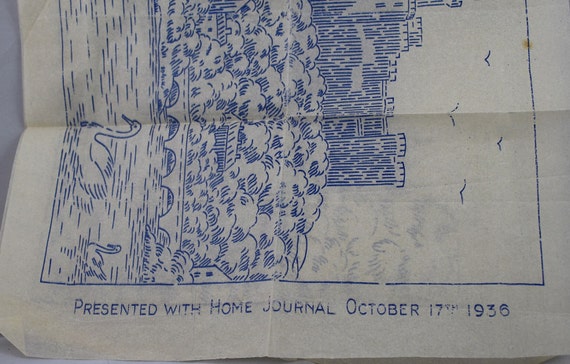 PRESENTED WITH HOME JOURNAL OCTOBER 17TH 1936